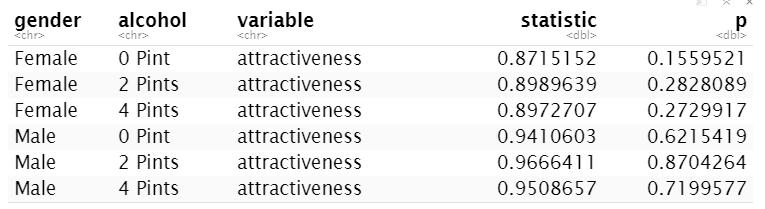 gender alcohol variable statistic p
<chr> <chr> <chr> <dbl> <dbl>
Female 0 Pint attractiveness 0.8715152 0.1559521
Female 2 Pints attractiveness 0.8989639 0.2828089
Female 4 Pints attractiveness 0.8972707 0.2729917
Male 0 Pint attractiveness 0.9410603 0.6215419
Male 2 Pints attractiveness 0.9666411 0.8704264
Male 4 Pints attractiveness 0.9508657 0.7199577